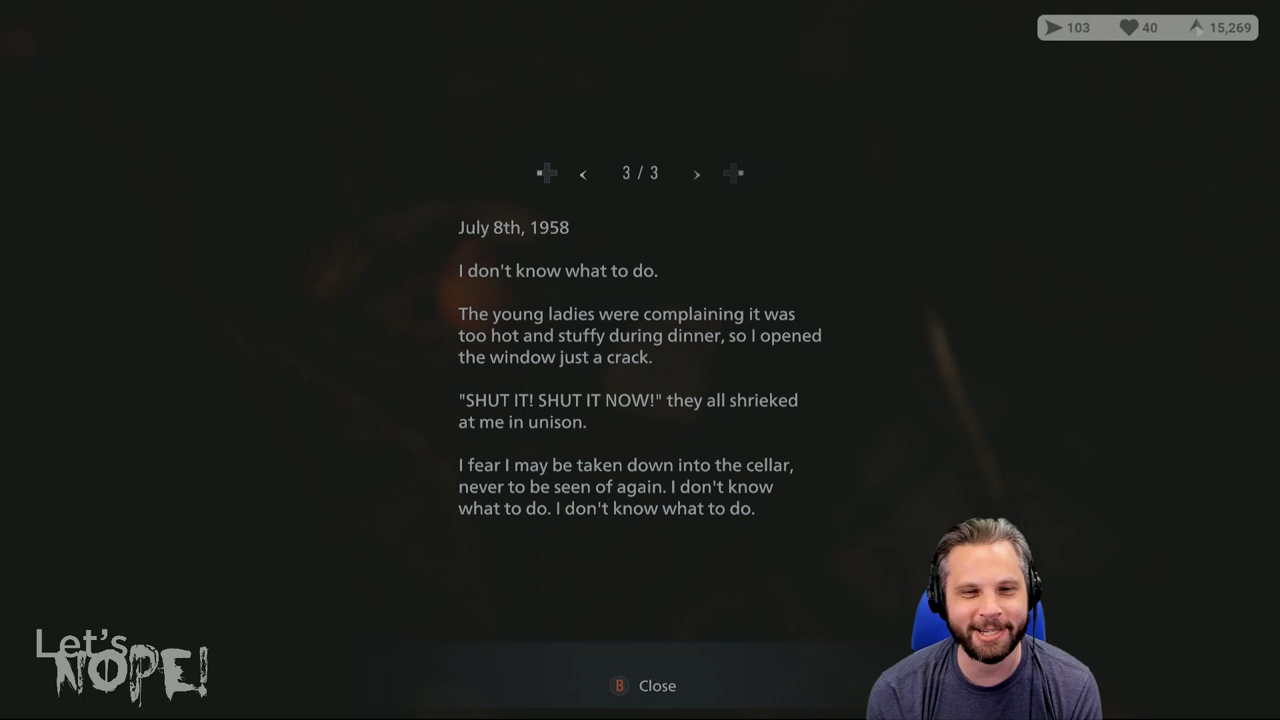 103 40 15,269
< 3 / 3 >
July 8th, 1958
I don't know what to do.
The young ladies were complaining it was
too hot and stuffy during dinner, so I opened
the window just a crack.
"SHUT IT! SHUT IT NOW!" they all shrieked
at me in unison.
I fear I may be taken down into the cellar,
never to be seen of again. I don't know
what to do. I don't know what to do.
Let's
NOPE!
B Close